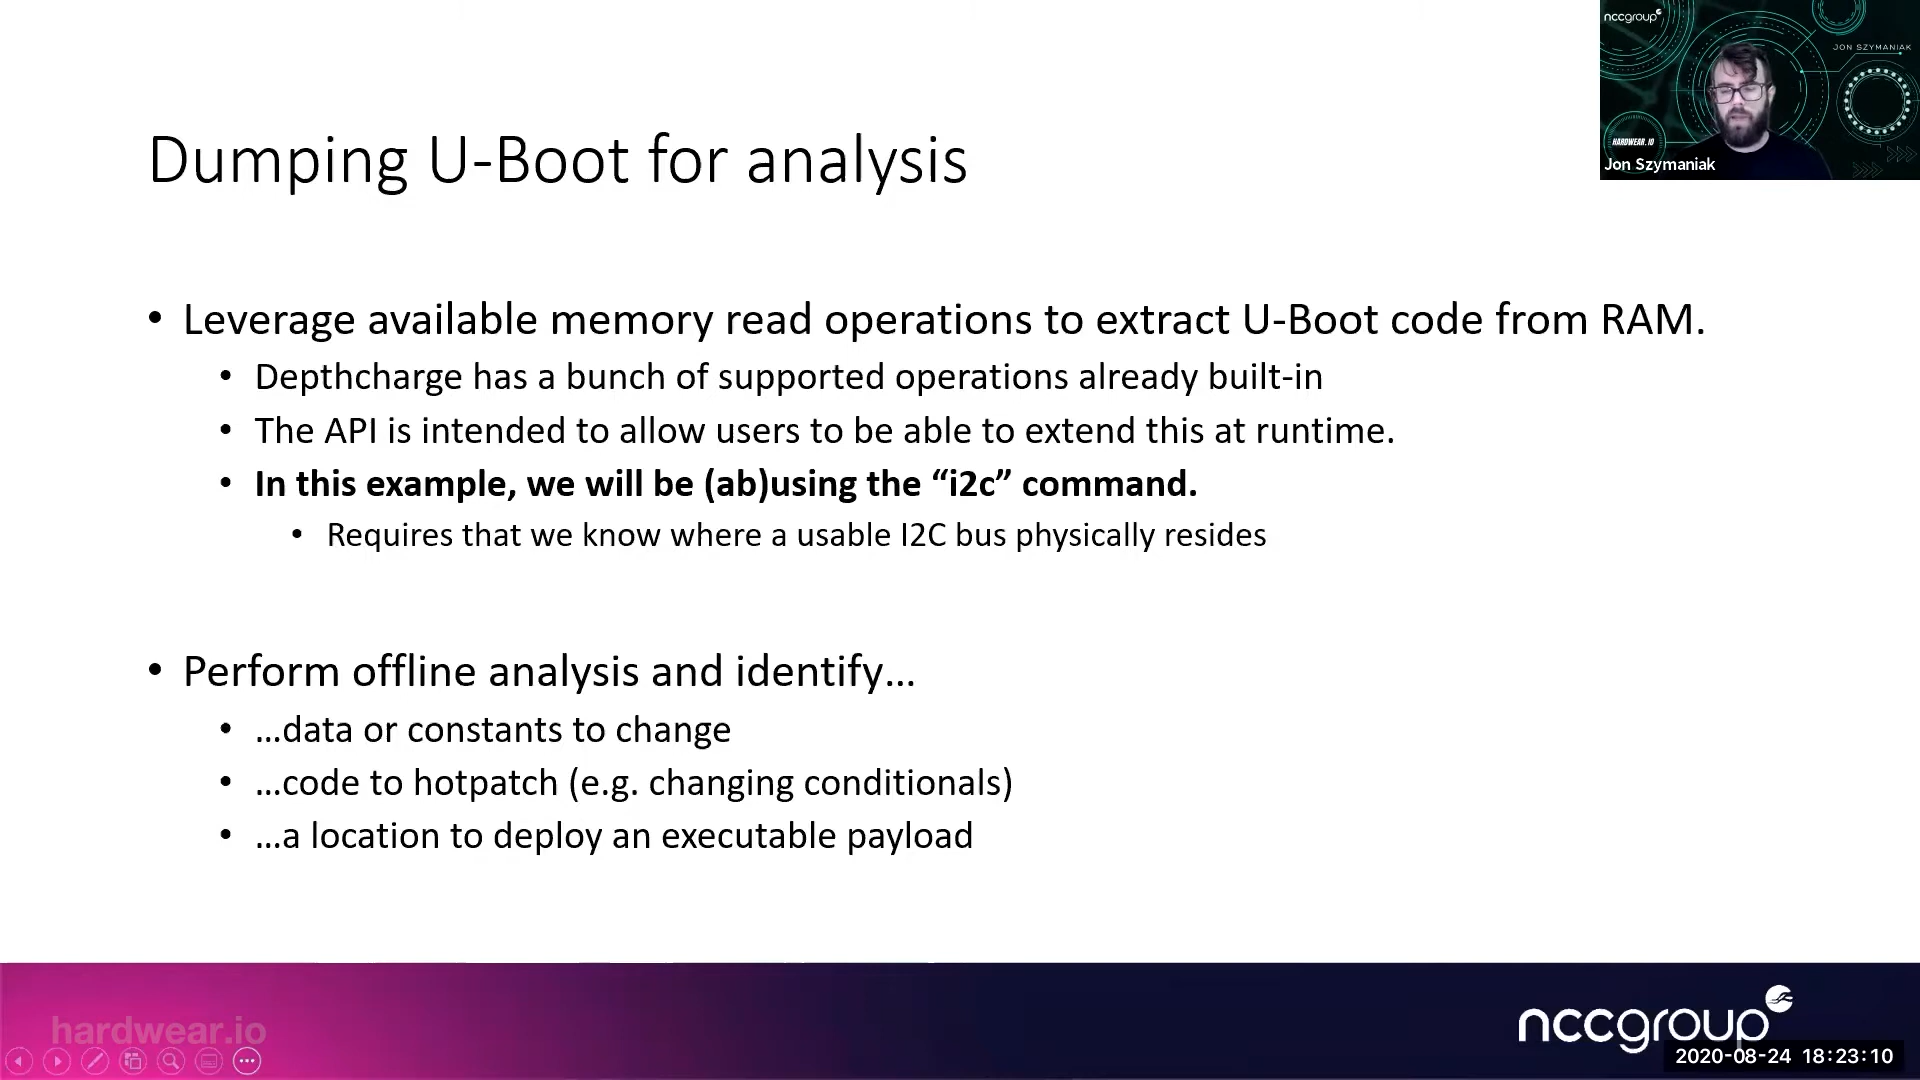 nccgroup
JON SZYMANIAK
HARDWEAR.IO
Jon Szymaniak
Dumping U-Boot for analysis
• Leverage available memory read operations to extract U-Boot code from RAM.
• Depthcharge has a bunch of supported operations already built-in
• The API is intended to allow users to be able to extend this at runtime.
• In this example, we will be (ab)using the “i2c” command.
• Requires that we know where a usable I2C bus physically resides
• Perform offline analysis and identify…
• …data or constants to change
• …code to hotpatch (e.g. changing conditionals)
• …a location to deploy an executable payload
hardwear.io
nccgroup
2020-08-24 18:23:10